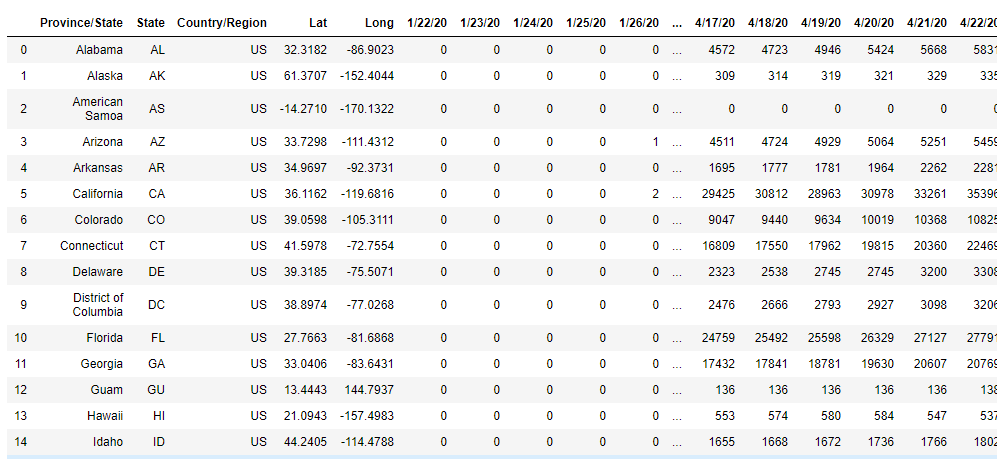 Province/State State Country/Region Lat Long 1/22/20 1/23/20 1/24/20 1/25/20 1/26/20 ... 4/17/20 4/18/20 4/19/20 4/20/20 4/21/20 4/22/20
0 Alabama AL US 32.3182 -86.9023 0 0 0 0 0 ... 4572 4723 4946 5424 5668 5831
1 Alaska AK US 61.3707 -152.4044 0 0 0 0 0 ... 309 314 319 321 329 335
2 American Samoa AS US -14.2710 -170.1322 0 0 0 0 0 ... 0 0 0 0 0 0
3 Arizona AZ US 33.7298 -111.4312 0 0 0 0 1 ... 4511 4724 4929 5064 5251 5459
4 Arkansas AR US 34.9697 -92.3731 0 0 0 0 0 ... 1695 1777 1781 1964 2262 2281
5 California CA US 36.1162 -119.6816 0 0 0 0 2 ... 29425 30812 28963 30978 33261 35396
6 Colorado CO US 39.0598 -105.3111 0 0 0 0 0 ... 9047 9440 9634 10019 10368 10825
7 Connecticut CT US 41.5978 -72.7554 0 0 0 0 0 ... 16809 17550 17962 19815 20360 22469
8 Delaware DE US 39.3185 -75.5071 0 0 0 0 0 ... 2323 2538 2745 2745 3200 3308
9 District of Columbia DC US 38.8974 -77.0268 0 0 0 0 0 ... 2476 2666 2793 2927 3098 3206
10 Florida FL US 27.7663 -81.6868 0 0 0 0 0 ... 24759 25492 25598 26329 27127 27791
11 Georgia GA US 33.0406 -83.6431 0 0 0 0 0 ... 17432 17841 18781 19630 20607 20769
12 Guam GU US 13.4443 144.7937 0 0 0 0 0 ... 136 136 136 136 136 138
13 Hawaii HI US 21.0943 -157.4983 0 0 0 0 0 ... 553 574 580 584 547 537
14 Idaho ID US 44.2405 -114.4788 0 0 0 0 0 ... 1655 1668 1672 1736 1766 1802